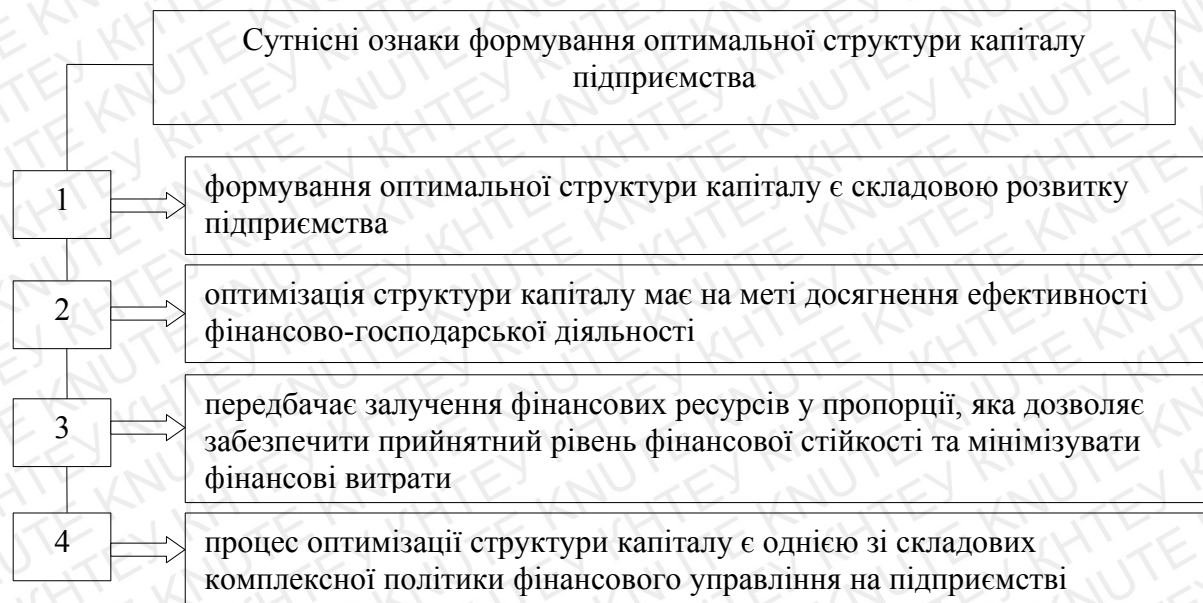 Сутнісні ознаки формування оптимальної структури капіталу
підприємства
1
формування оптимальної структури капіталу є складовою розвитку
підприємства
2
оптимізація структури капіталу має на меті досягнення ефективності
фінансово-господарської діяльності
3
передбачає залучення фінансових ресурсів у пропорції, яка дозволяє
забезпечити прийнятний рівень фінансової стійкості та мінімізувати
фінансові витрати
4
процес оптимізації структури капіталу є однією зі складових
комплексної політики фінансового управління на підприємстві